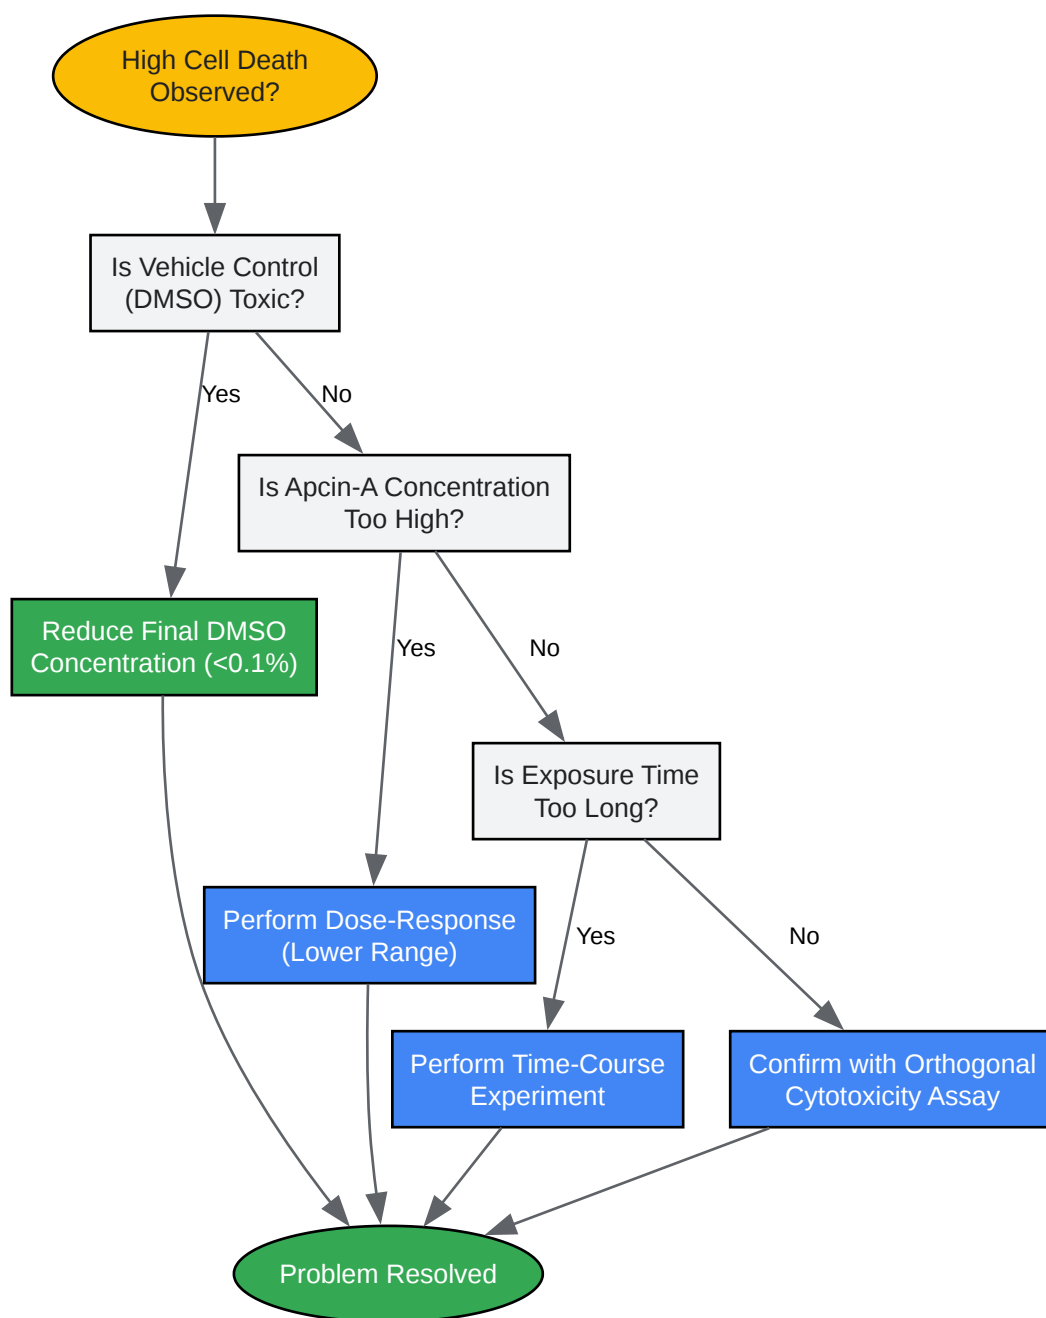 High Cell Death
Observed?
Is Vehicle Control
(DMSO) Toxic?
Yes
No
Is Apcin-A Concentration
Too High?
Reduce Final DMSO
Concentration (<0.1%)
Yes
No
Is Exposure Time
Too Long?
Perform Dose-Response
(Lower Range)
Yes
No
Perform Time-Course
Experiment
Confirm with Orthogonal
Cytotoxicity Assay
Problem Resolved